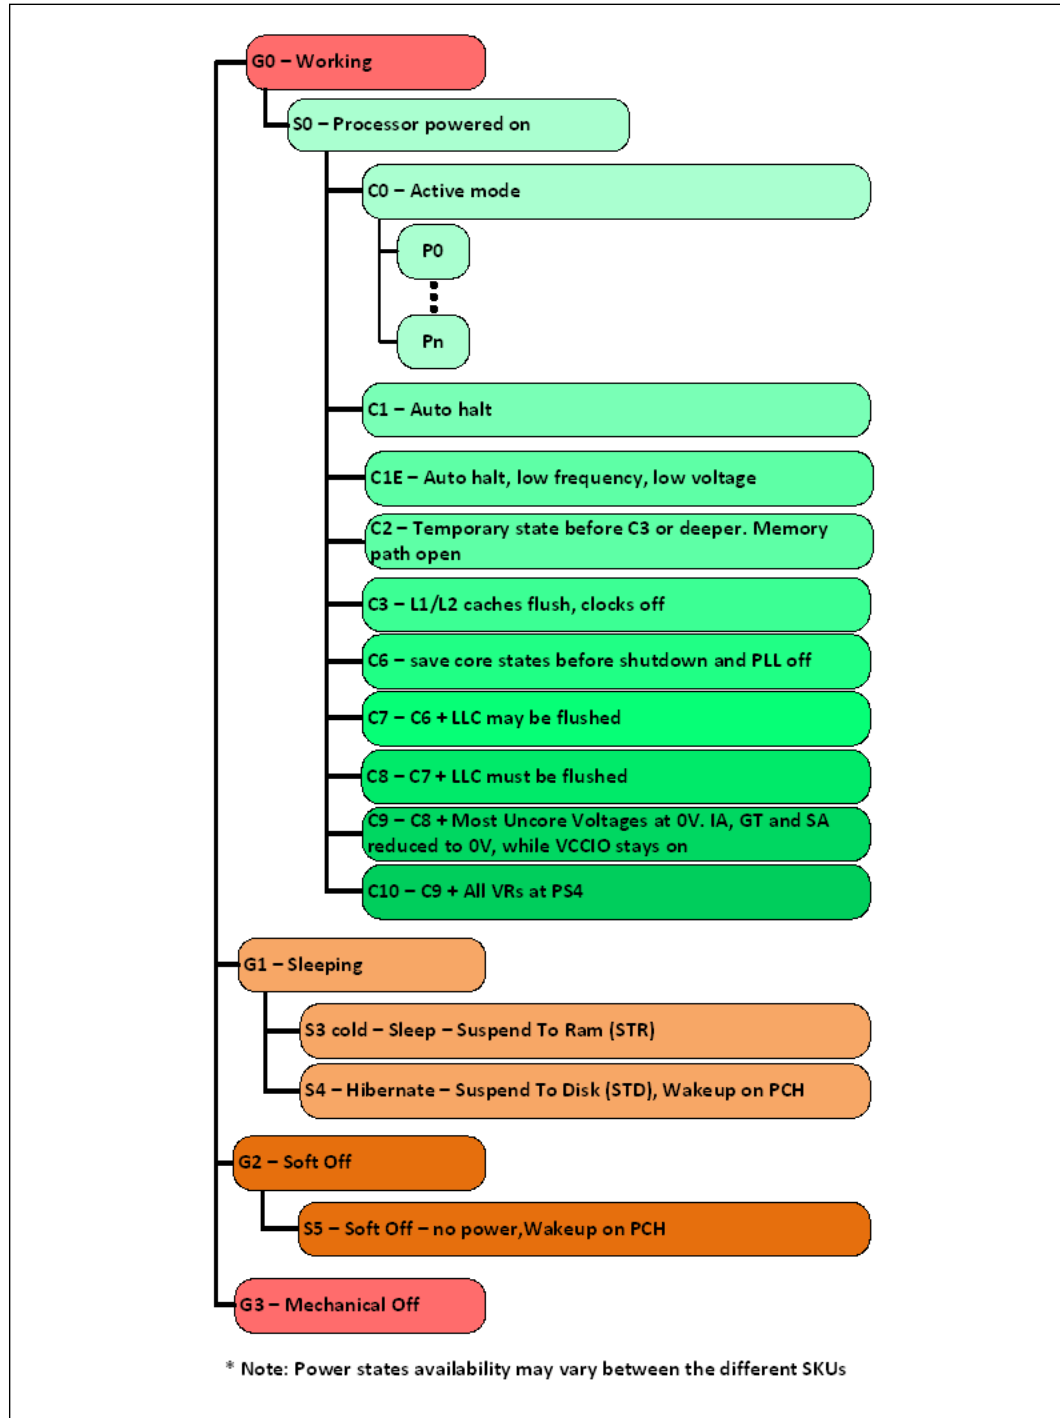 G0 – Working
S0 – Processor powered on
C0 – Active mode
P0
Pn
C1 – Auto halt
C1E – Auto halt, low frequency, low voltage
C2 – Temporary state before C3 or deeper. Memory
path open
C3 – L1/L2 caches flush, clocks off
C6 – save core states before shutdown and PLL off
C7 – C6 + LLC may be flushed
C8 – C7 + LLC must be flushed
C9 – C8 + Most Uncore Voltages at 0V. IA, GT and SA
reduced to 0V, while VCCIO stays on
C10 – C9 + All VRs at PS4
G1 – Sleeping
S3 cold – Sleep – Suspend To Ram (STR)
S4 – Hibernate – Suspend To Disk (STD), Wakeup on PCH
G2 – Soft Off
S5 – Soft Off – no power,Wakeup on PCH
G3 – Mechanical Off
* Note: Power states availability may vary between the different SKUs